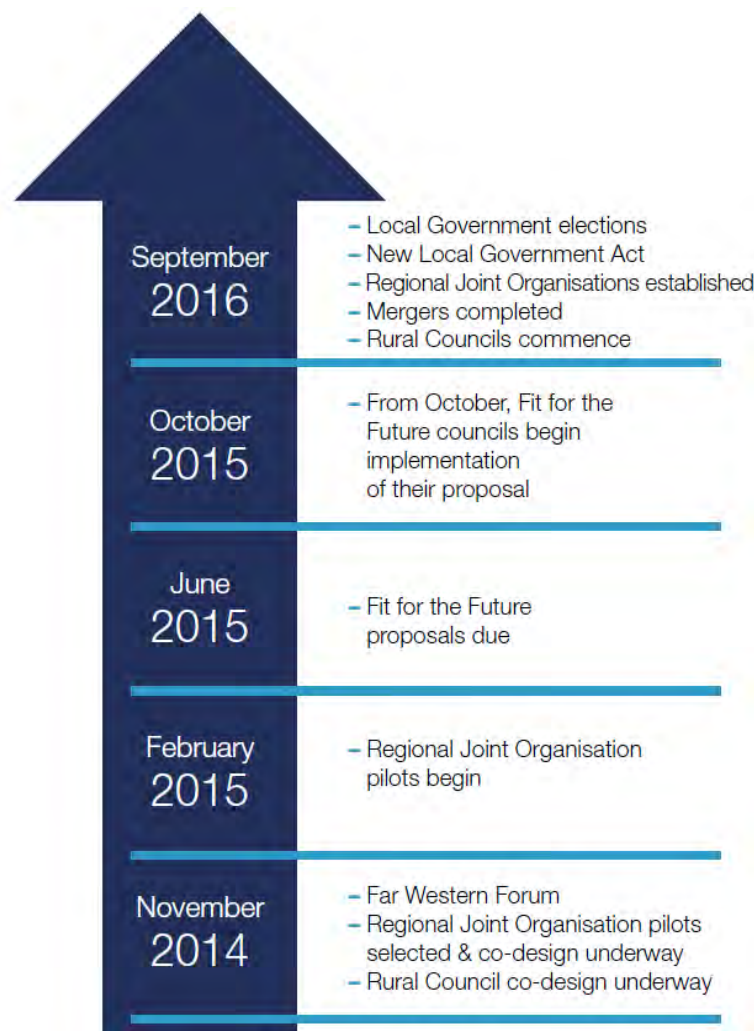 September
2016
– Local Government elections
– New Local Government Act
– Regional Joint Organisations established
– Mergers completed
– Rural Councils commence
October
2015
– From October, Fit for the
Future councils begin
implementation
of their proposal
June
2015
– Fit for the Future
proposals due
February
2015
– Regional Joint Organisation
pilots begin
November
2014
– Far Western Forum
– Regional Joint Organisation pilots
selected & co-design underway
– Rural Council co-design underway